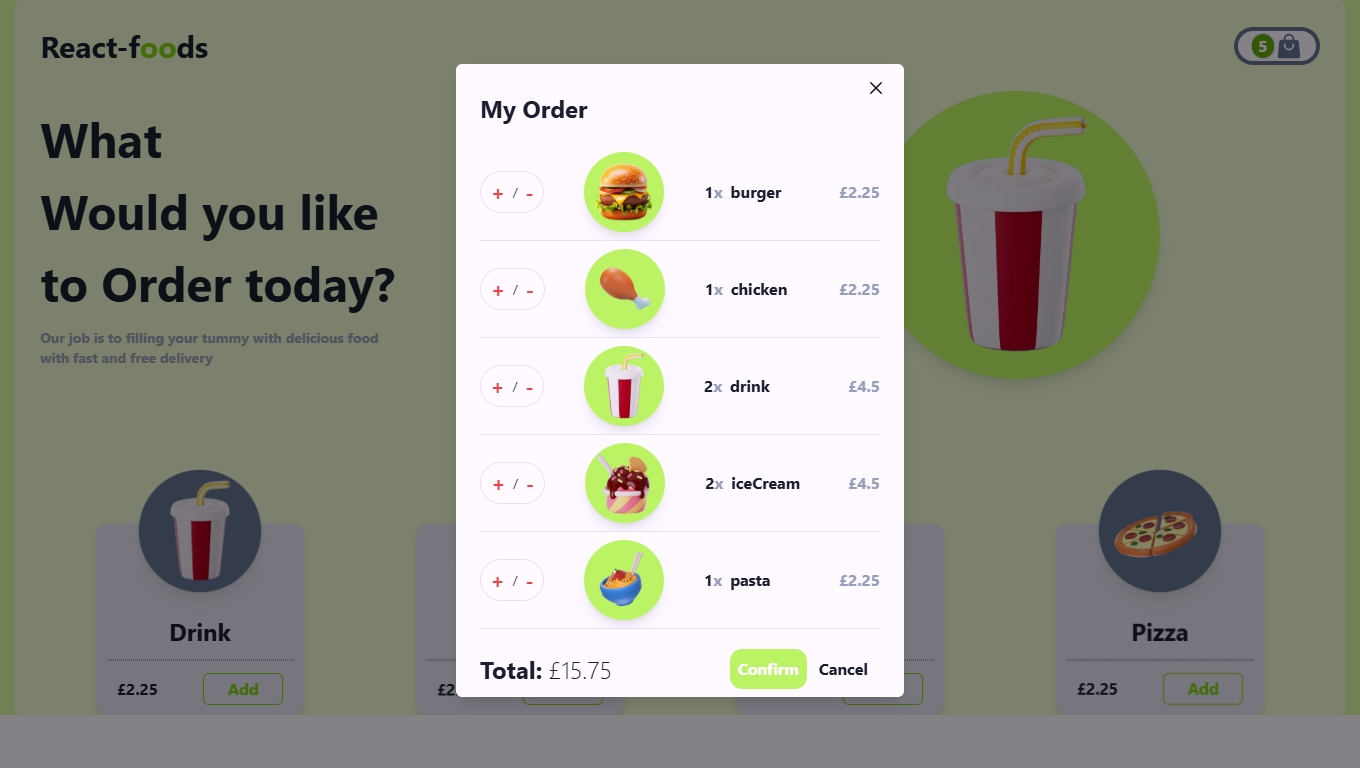 React-foods
5
What
Would you like
to Order today?
Our job is to filling your tummy with delicious food
with fast and free delivery
My Order
+ / - 1x burger £2.25
+ / - 1x chicken £2.25
+ / - 2x drink £4.5
+ / - 2x iceCream £4.5
+ / - 1x pasta £2.25
Total: £15.75 Confirm Cancel
Drink
£2.25 Add
£2
Pizza
£2.25 Add